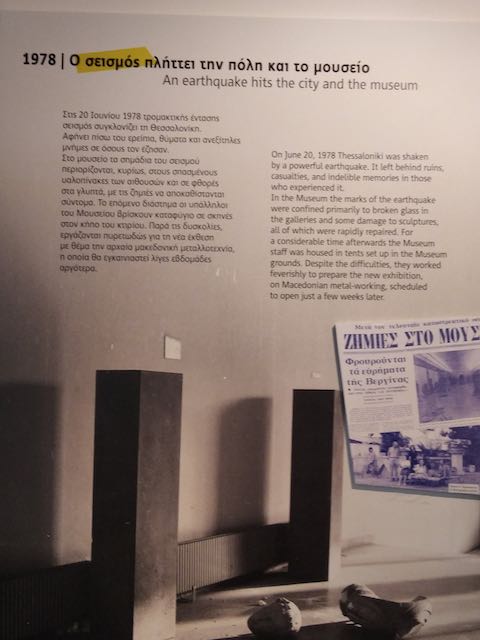 1978 | Ο σεισμός πλήττει την πόλη και το μουσείο
An earthquake hits the city and the museum
Στις 20 Ιουνίου 1978 τρομακτικής έντασης
σεισμός συγκλονίζει τη Θεσσαλονίκη.
Αφήνει πίσω του ερείπια, θύματα και ανεξίτηλες
μνήμες σε όσους τον έζησαν.
Στο μουσείο τα σημάδια του σεισμού
περιορίζονται, κυρίως, στους σπασμένους
υαλοπίνακες των αιθουσών και σε φθορές
στα γλυπτά, με τις ζημιές να αποκαθίστανται
σύντομα. Το επόμενο διάστημα οι υπάλληλοι
του Μουσείου βρίσκουν καταφύγιο σε σκηνές
στον κήπο του κτιρίου. Παρά τις δυσκολίες,
εργάζονται πυρετωδώς για τη νέα έκθεση
με θέμα την αρχαία μακεδονική μεταλλοτεχνία,
η οποία θα εγκαινιαστεί λίγες εβδομάδες
αργότερα.
On June 20, 1978 Thessaloniki was shaken
by a powerful earthquake. It left behind ruins,
casualties, and indelible memories in those
who experienced it.
In the Museum the marks of the earthquake
were confined primarily to broken glass in
the galleries and some damage to sculptures,
all of which were rapidly repaired. For
a considerable time afterwards the Museum
staff was housed in tents set up in the Museum
grounds. Despite the difficulties, they worked
feverishly to prepare the new exhibition,
on Macedonian metal-working, scheduled
to open just a few weeks later.
Μετά τον τελευταίο καταστρεπτικό
ΖΗΜΙΕΣ ΣΤΟ ΜΟΥΣ
Φρουρούνται
τά εὑρήματα
τῆς Βεργίνας